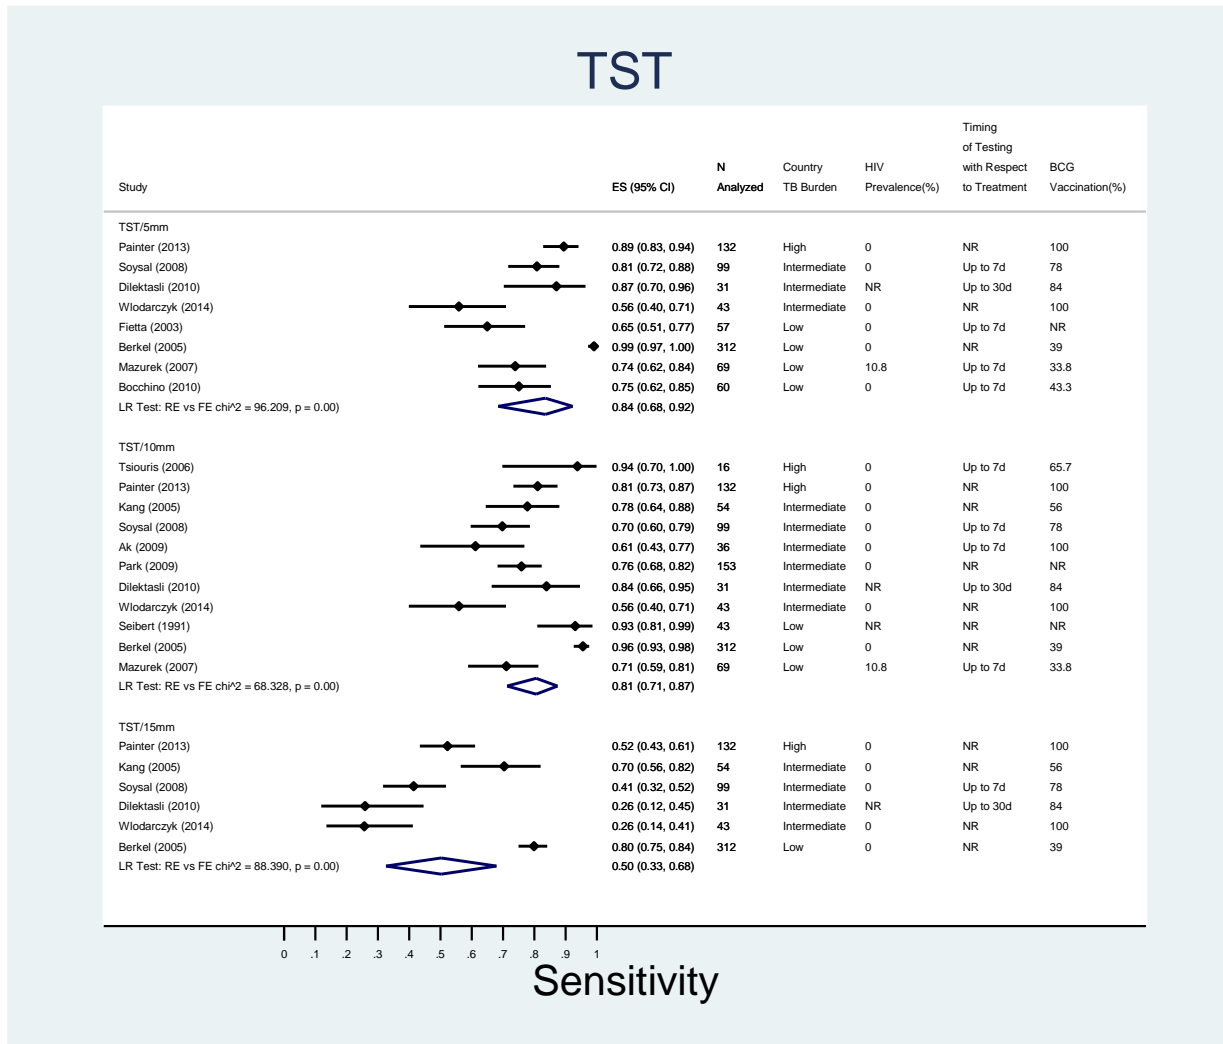 TST
Timing
of Testing
N Country HIV with Respect BCG
Study ES (95% CI) Analyzed TB Burden Prevalence(%) to Treatment Vaccination(%)
TST/5mm
Painter (2013) 0.89 (0.83, 0.94) 132 High 0 NR 100
Soysal (2008) 0.81 (0.72, 0.88) 99 Intermediate 0 Up to 7d 78
Dilektasli (2010) 0.87 (0.70, 0.96) 31 Intermediate NR Up to 30d 84
Wlodarczyk (2014) 0.56 (0.40, 0.71) 43 Intermediate 0 NR 100
Fietta (2003) 0.65 (0.51, 0.77) 57 Low 0 Up to 7d NR
Berkel (2005) 0.99 (0.97, 1.00) 312 Low 0 NR 39
Mazurek (2007) 0.74 (0.62, 0.84) 69 Low 10.8 Up to 7d 33.8
Bocchino (2010) 0.75 (0.62, 0.85) 60 Low 0 Up to 7d 43.3
LR Test: RE vs FE chi^2 = 96.209, p = 0.00) 0.84 (0.68, 0.92)
TST/10mm
Tsiouris (2006) 0.94 (0.70, 1.00) 16 High 0 Up to 7d 65.7
Painter (2013) 0.81 (0.73, 0.87) 132 High 0 NR 100
Kang (2005) 0.78 (0.64, 0.88) 54 Intermediate 0 NR 56
Soysal (2008) 0.70 (0.60, 0.79) 99 Intermediate 0 Up to 7d 78
Ak (2009) 0.61 (0.43, 0.77) 36 Intermediate 0 Up to 7d 100
Park (2009) 0.76 (0.68, 0.82) 153 Intermediate 0 NR NR
Dilektasli (2010) 0.84 (0.66, 0.95) 31 Intermediate NR Up to 30d 84
Wlodarczyk (2014) 0.56 (0.40, 0.71) 43 Intermediate 0 NR 100
Seibert (1991) 0.93 (0.81, 0.99) 43 Low NR NR NR
Berkel (2005) 0.96 (0.93, 0.98) 312 Low 0 NR 39
Mazurek (2007) 0.71 (0.59, 0.81) 69 Low 10.8 Up to 7d 33.8
LR Test: RE vs FE chi^2 = 68.328, p = 0.00) 0.81 (0.71, 0.87)
TST/15mm
Painter (2013) 0.52 (0.43, 0.61) 132 High 0 NR 100
Kang (2005) 0.70 (0.56, 0.82) 54 Intermediate 0 NR 56
Soysal (2008) 0.41 (0.32, 0.52) 99 Intermediate 0 Up to 7d 78
Dilektasli (2010) 0.26 (0.12, 0.45) 31 Intermediate NR Up to 30d 84
Wlodarczyk (2014) 0.26 (0.14, 0.41) 43 Intermediate 0 NR 100
Berkel (2005) 0.80 (0.75, 0.84) 312 Low 0 NR 39
LR Test: RE vs FE chi^2 = 88.390, p = 0.00) 0.50 (0.33, 0.68)
0 .1 .2 .3 .4 .5 .6 .7 .8 .9 1
Sensitivity